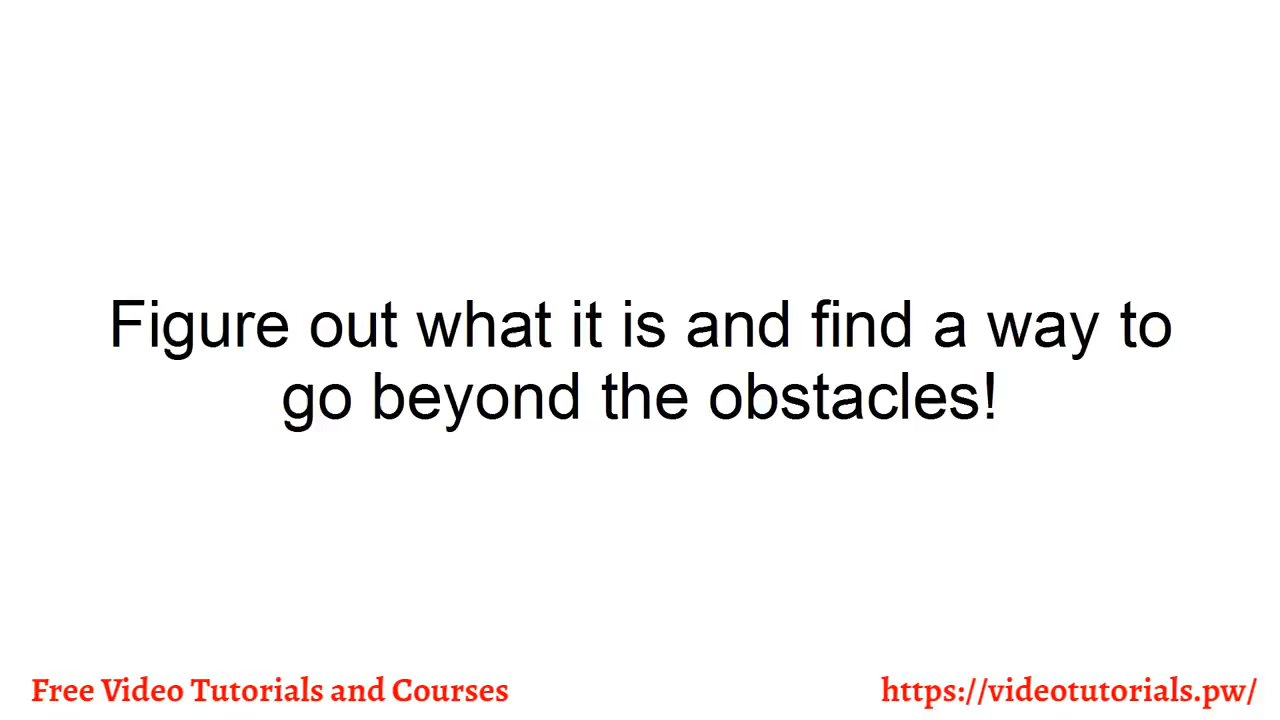 Figure out what it is and find a way to
go beyond the obstacles!
Free Video Tutorials and Courses
https://videotutorials.pw/